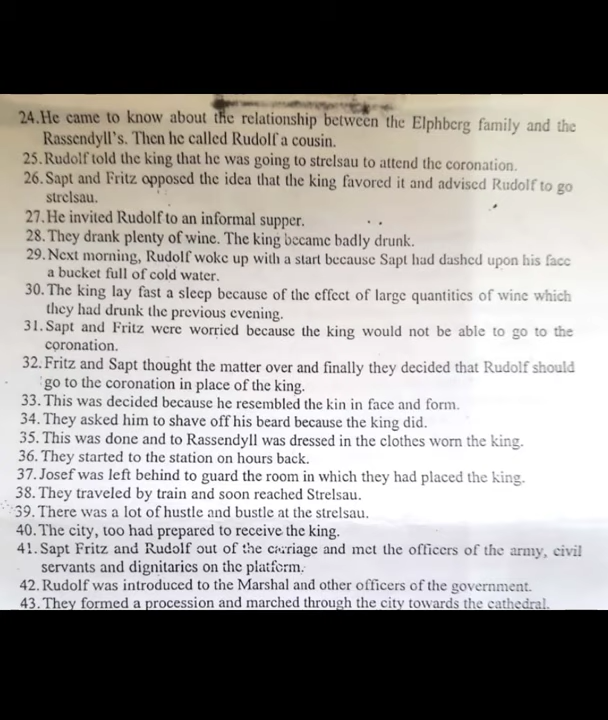 24.He came to know about the relationship between the Elphberg family and the
Rassendyll's. Then he called Rudolf a cousin.
25.Rudolf told the king that he was going to strelsau to attend the coronation.
26.Sapt and Fritz opposed the idea that the king favored it and advised Rudolf to go
strelsau.
27.He invited Rudolf to an informal supper.
28.They drank plenty of wine. The king became badly drunk.
29.Next morning, Rudolf woke up with a start because Sapt had dashed upon his face
a bucket full of cold water.
30.The king lay fast a sleep because of the effect of large quantities of wine which
they had drunk the previous evening.
31.Sapt and Fritz were worried because the king would not be able to go to the
coronation.
32.Fritz and Sapt thought the matter over and finally they decided that Rudolf should
go to the coronation in place of the king.
33.This was decided because he resembled the kin in face and form.
34.They asked him to shave off his beard because the king did.
35.This was done and to Rassendyll was dressed in the clothes worn the king.
36.They started to the station on hours back.
37.Josef was left behind to guard the room in which they had placed the king.
38.They traveled by train and soon reached Strelsau.
39.There was a lot of hustle and bustle at the strelsau.
40.The city, too had prepared to receive the king.
41.Sapt Fritz and Rudolf out of the carriage and met the officers of the army, civil
servants and dignitaries on the platform.
42.Rudolf was introduced to the Marshal and other officers of the government.
43.They formed a procession and marched through the city towards the cathedral.